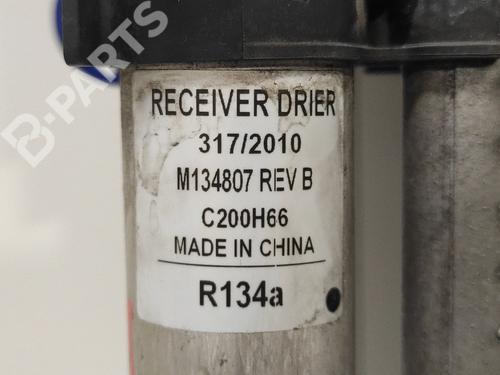 B-PARTS
RECEIVER DRIER
317/2010
M134807 REV B
C200H66
MADE IN CHINA
R134a